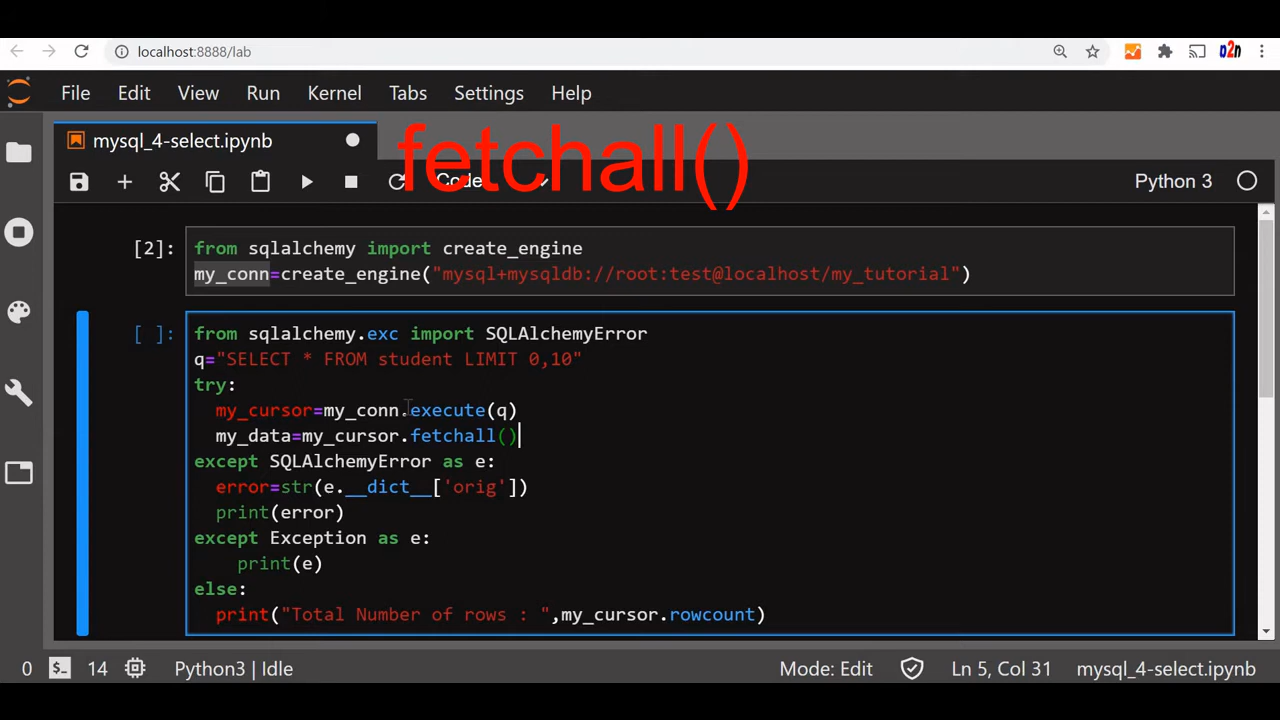 localhost:8888/lab
a2n
File Edit View Run Kernel Tabs Settings Help
mysql_4-select.ipynb
fetchall()
Code
Python 3
[2]:
from sqlalchemy import create_engine
my_conn=create_engine("mysql+mysqldb://root:test@localhost/my_tutorial")
[ ]:
from sqlalchemy.exc import SQLAlchemyError
q="SELECT * FROM student LIMIT 0,10"
try:
my_cursor=my_conn.execute(q)
my_data=my_cursor.fetchall()
except SQLAlchemyError as e:
error=str(e.__dict__['orig'])
print(error)
except Exception as e:
print(e)
else:
print("Total Number of rows : ",my_cursor.rowcount)
0 $_ 14 Python3 | Idle Mode: Edit Ln 5, Col 31 mysql_4-select.ipynb